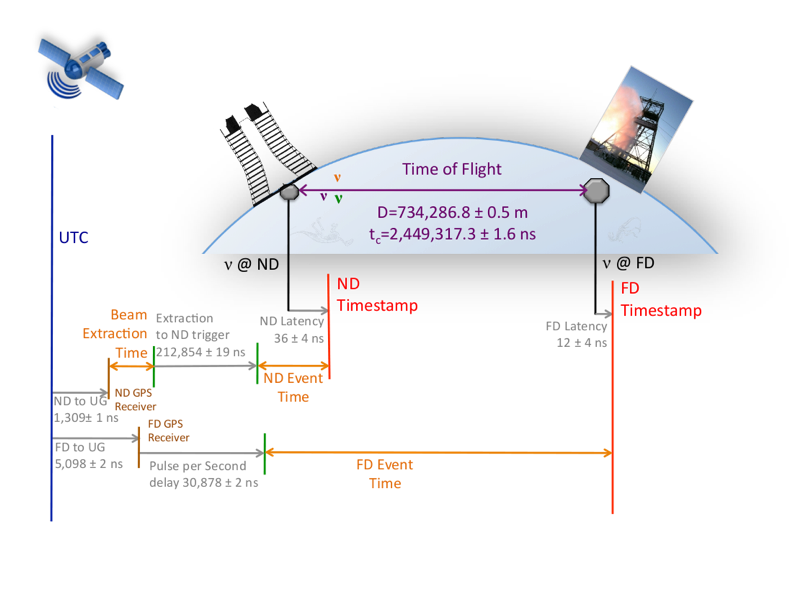 Time of Flight
ν
ν ν
D=734,286.8 ± 0.5 m
tc=2,449,317.3 ± 1.6 ns
UTC
ν @ ND
ν @ FD
ND
Timestamp
FD
Timestamp
Beam
Extraction
Time
Extraction
to ND trigger
212,854 ± 19 ns
ND Latency
36 ± 4 ns
FD Latency
12 ± 4 ns
ND Event
Time
ND to UG
1,309± 1 ns
ND GPS
Receiver
FD GPS
Receiver
FD to UG
5,098 ± 2 ns
Pulse per Second
delay 30,878 ± 2 ns
FD Event
Time